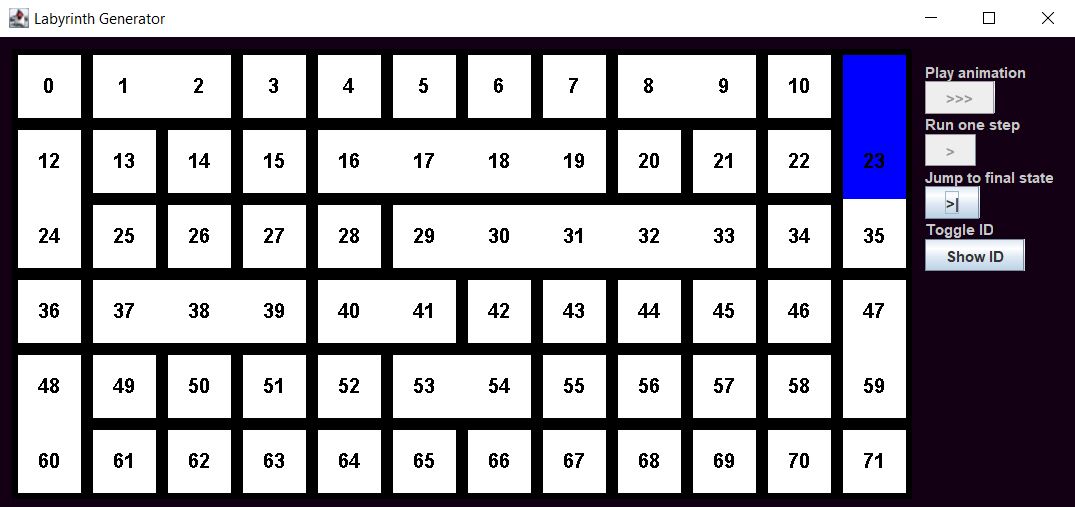 Labyrinth Generator
0 1 2 3 4 5 6 7 8 9 10
12 13 14 15 16 17 18 19 20 21 22 23
24 25 26 27 28 29 30 31 32 33 34 35
36 37 38 39 40 41 42 43 44 45 46 47
48 49 50 51 52 53 54 55 56 57 58 59
60 61 62 63 64 65 66 67 68 69 70 71
Play animation
>>>
Run one step
>
Jump to final state
>|
Toggle ID
Show ID